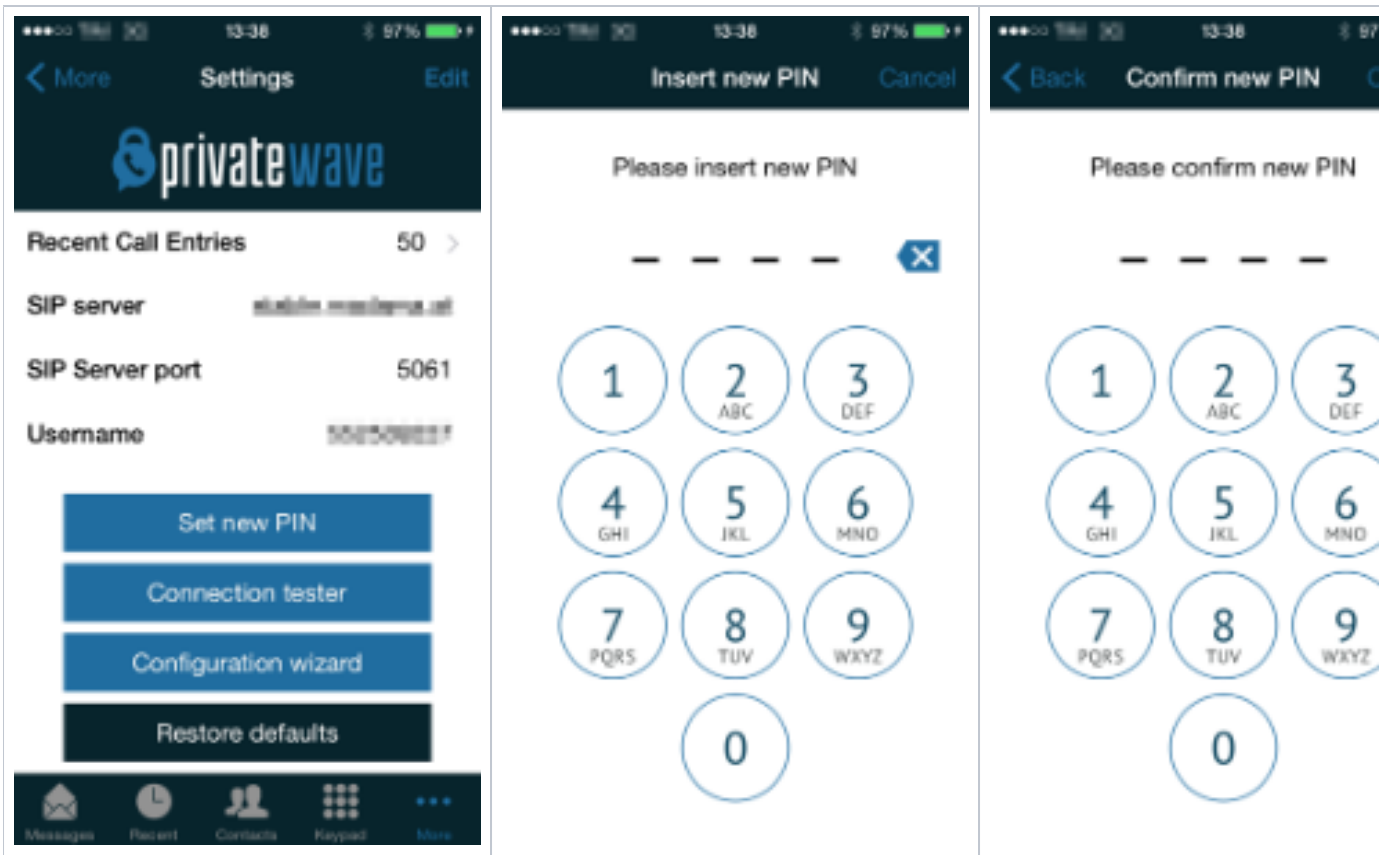 13:38
97%
More
Settings
Edit
privatewave
Recent Call Entries
50
SIP server
SIP Server port
5061
Username
Set new PIN
Connection tester
Configuration wizard
Restore defaults
Messages
Recent
Contacts
Keypad
More
13:38
97%
Insert new PIN
Cancel
Please insert new PIN
1
2
3
ABC
DEF
4
5
6
GHI
JKL
MNO
7
8
9
PQRS
TUV
WXYZ
0
13:38
97
Back
Confirm new PIN
C
Please confirm new PIN
1
2
3
ABC
DEF
4
5
6
GHI
JKL
MNO
7
8
9
PQRS
TUV
WXYZ
0